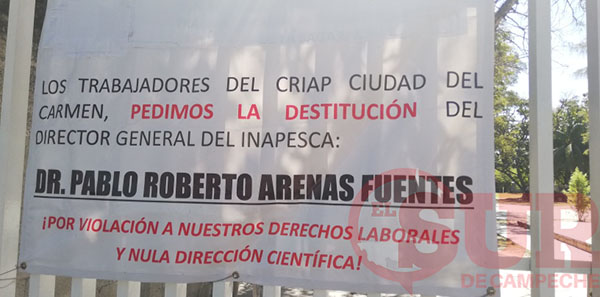 LOS TRABAJADORES DEL CRIAP CIUDAD DEL
CARMEN, PEDIMOS LA DESTITUCIÓN DEL
DIRECTOR GENERAL DEL INAPESCA:
DR. PABLO ROBERTO ARENAS FUENTES
¡POR VIOLACIÓN A NUESTROS DERECHOS LABORALES
Y NULA DIRECCIÓN CIENTÍFICA!
EL
SUR
DE CAMPECHE